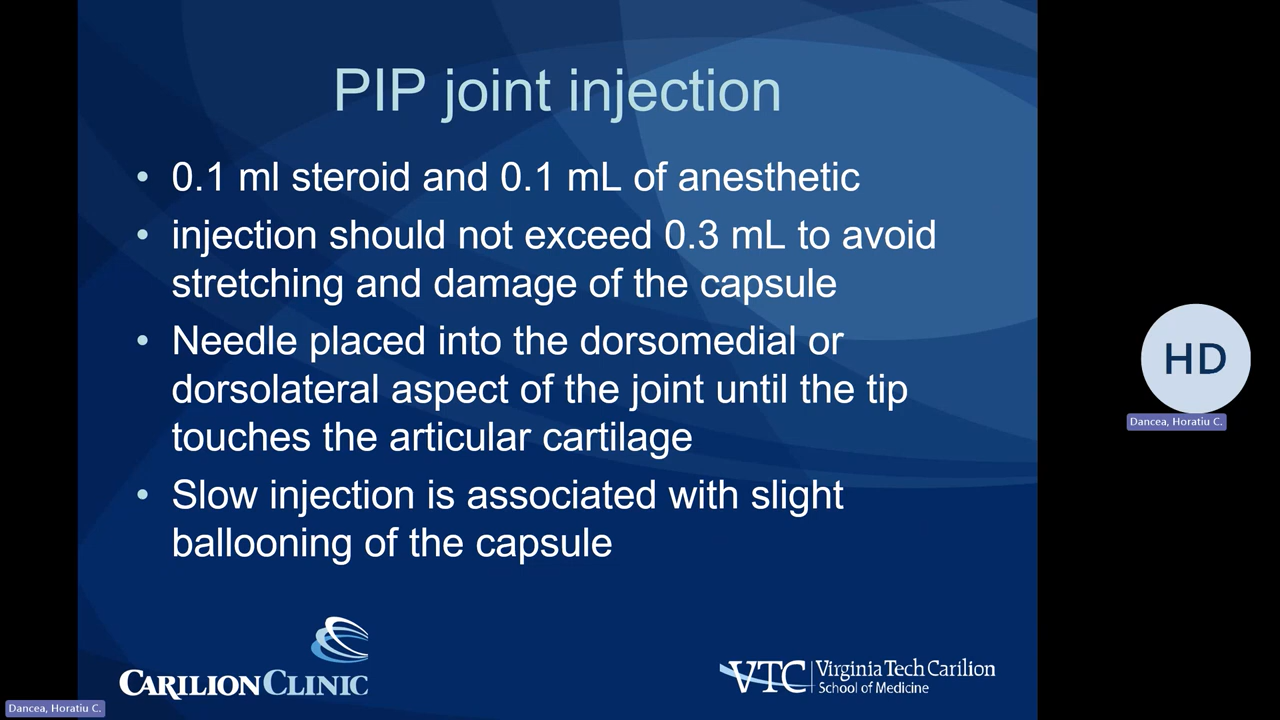 PIP joint injection
• 0.1 ml steroid and 0.1 mL of anesthetic
• injection should not exceed 0.3 mL to avoid
stretching and damage of the capsule
• Needle placed into the dorsomedial or
dorsolateral aspect of the joint until the tip
touches the articular cartilage
• Slow injection is associated with slight
ballooning of the capsule
HD
Dancea, Horatiu C.
CARILION CLINIC
VTC Virginia Tech Carilion
School of Medicine
Dancea, Horatiu C.